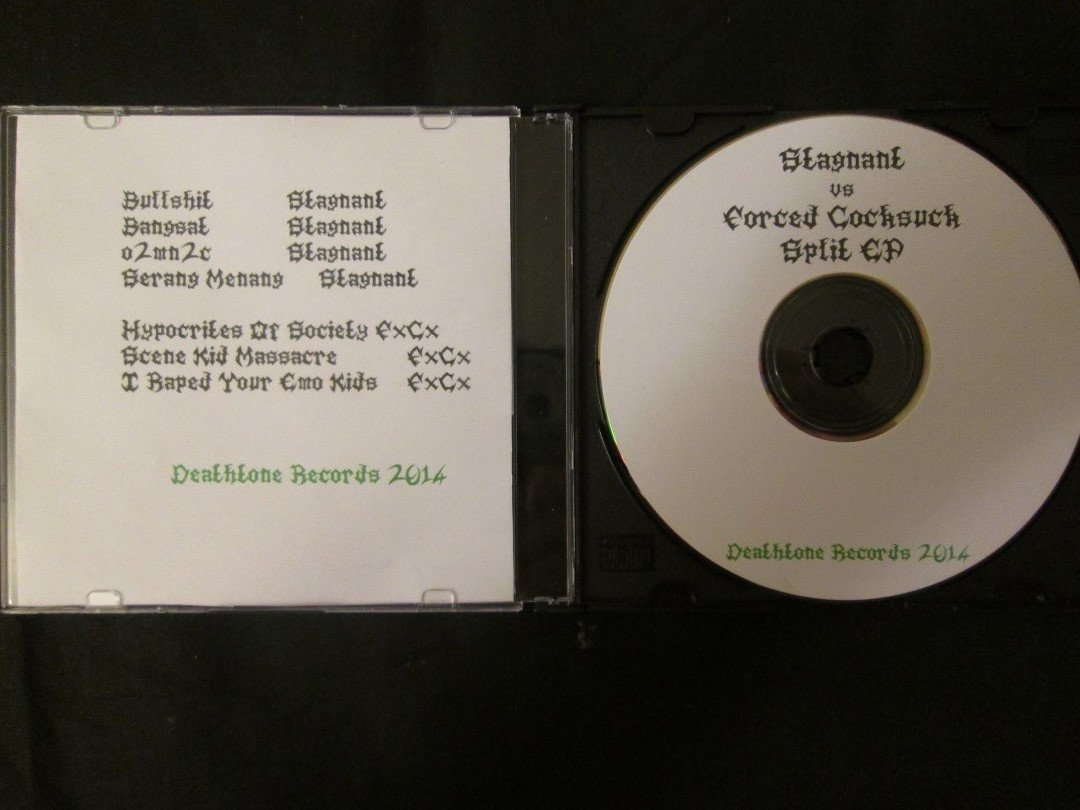 Bullshit Stagnant
Bangsat Stagnant
o2mn2c Stagnant
Serang Menang Stagnant
Hypocrites Of Society FxCx
Scene Kid Massacre FxCx
I Raped Your Emo Kids FxCx
Deathtone Records 2014
Stagnant
vs
Forced Cocksuck
Split EP
Deathtone Records 2014